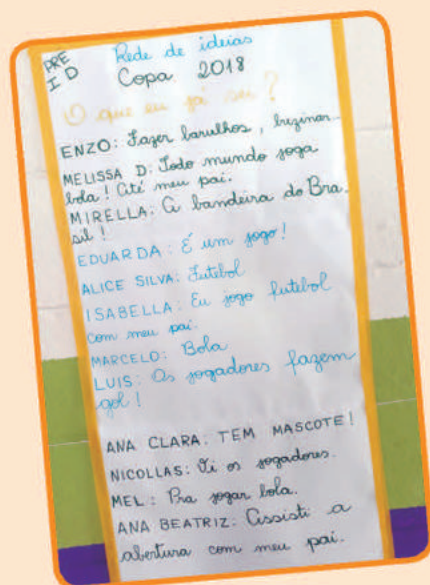 PRÉ
I D
Rede de ideias
Copa 2018
O que eu já sei?
ENZO: Fazer barulhos, buzinar.
MELISSA D: Todo mundo joga
bola! Até meu pai.
MIRELLA: A bandeira do Bra-
sil!
EDUARDA: É um jogo!
ALICE SILVA: Futebol
ISABELLA: Eu jogo futebol
com meu pai.
MARCELO: Bola
LUIS: Os jogadores fazem
gol!
ANA CLARA: TEM MASCOTE!
NICOLLAS: Vi os jogadores.
MEL: Pra jogar bola.
ANA BEATRIZ: Assisti a
abertura com meu pai.